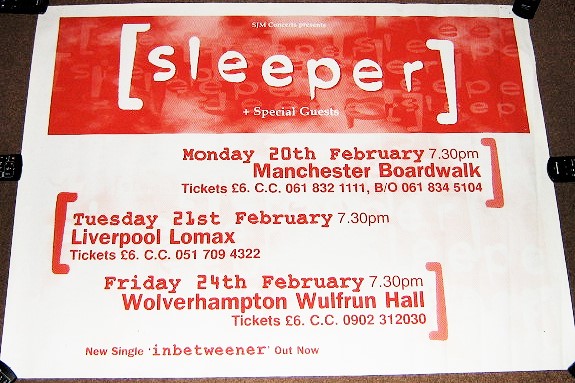 SJM Concerts presents
[sleeper]
+ Special Guests
Monday 20th February 7.30pm
Manchester Boardwalk
Tickets £6. C.C. 061 832 1111, B/O 061 834 5104
Tuesday 21st February 7.30pm
Liverpool Lomax
Tickets £6. C.C. 051 709 4322
Friday 24th February 7.30pm
Wolverhampton Wulfrun Hall
Tickets £6. C.C. 0902 312030
New Single 'inbetweener' Out Now